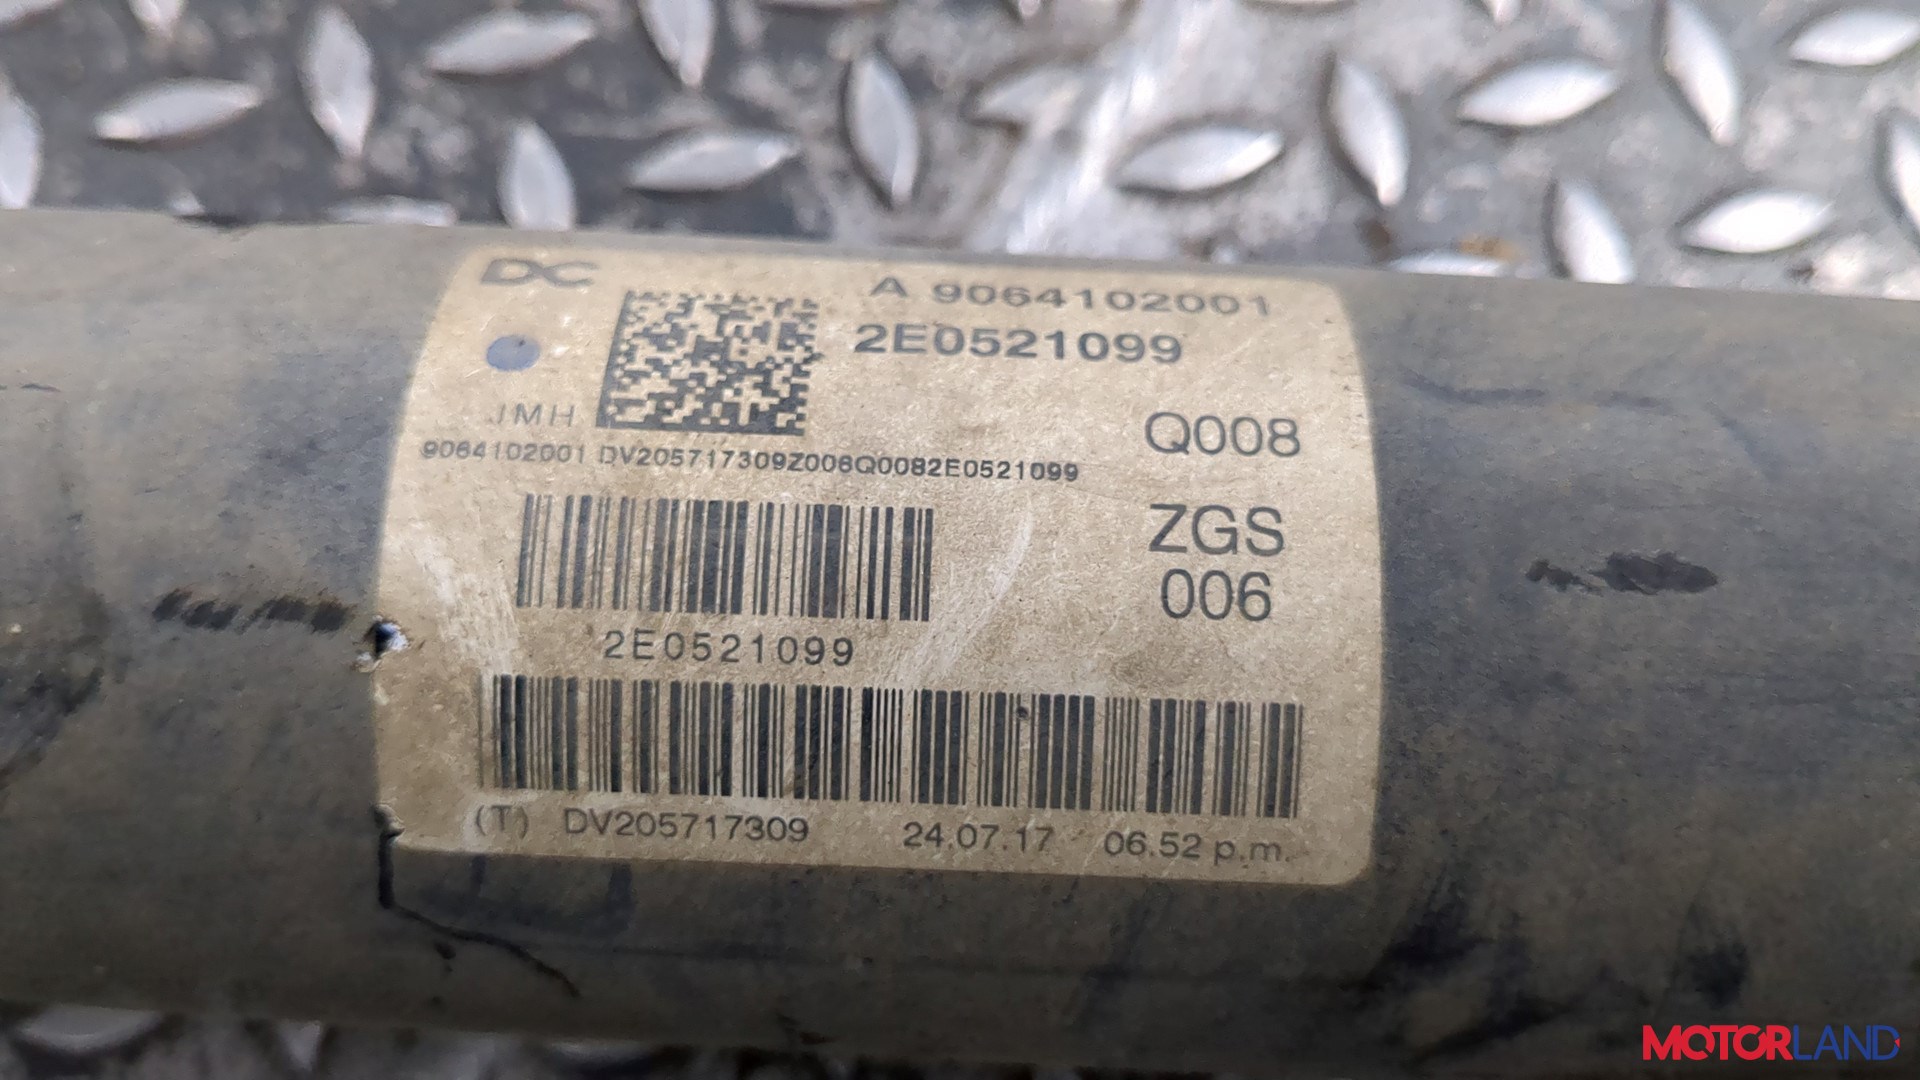 DC
A 9064102001
2E0521099
JMH
Q008
9064102001 DV205717309Z006Q0082E0521099
ZGS
006
2E0521099
(T) DV205717309 24.07.17 06.52 p.m.
MOTORLAND